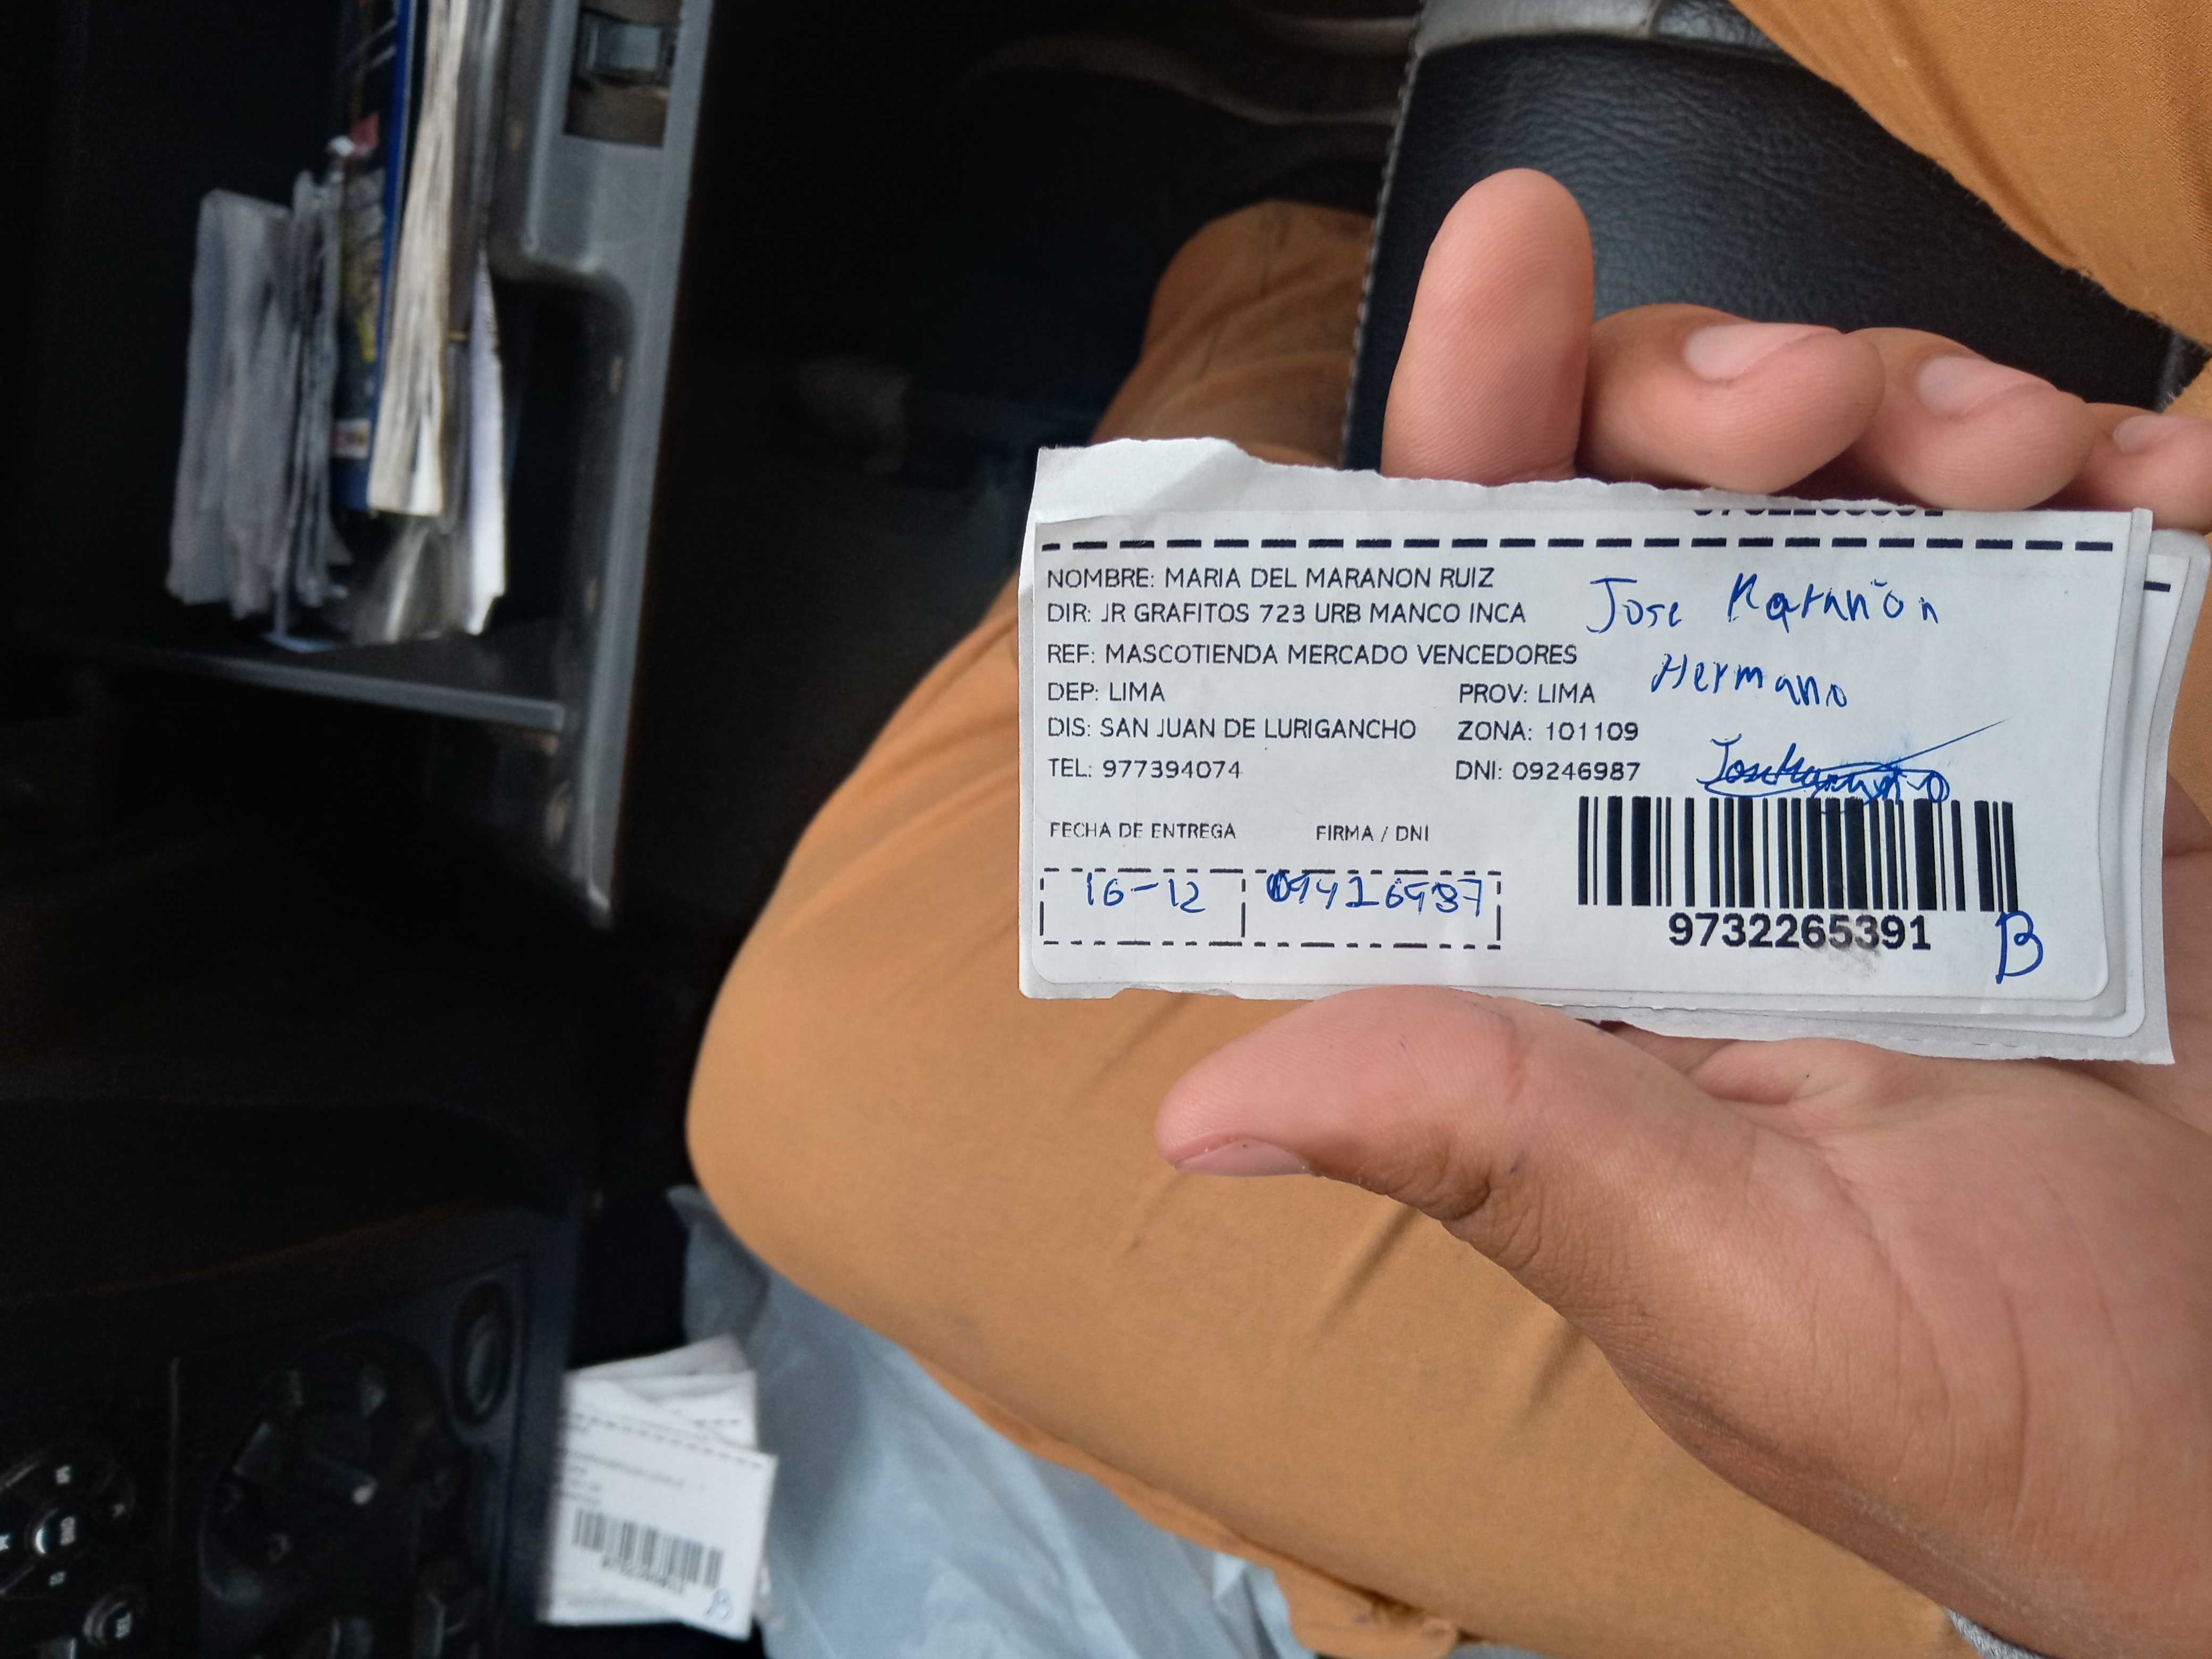 NOMBRE: MARIA DEL MARANON RUIZ
Jose Marañon
DIR: JR GRAFITOS 723 URB MANCO INCA
REF: MASCOTIENDA MERCADO VENCEDORES
Hermano
DEP: LIMA PROV: LIMA
DIS: SAN JUAN DE LURIGANCHO ZONA: 101109
TEL: 977394074 DNI: 09246987
FECHA DE ENTREGA FIRMA / DNI
16-12 09426987
9732265391
B